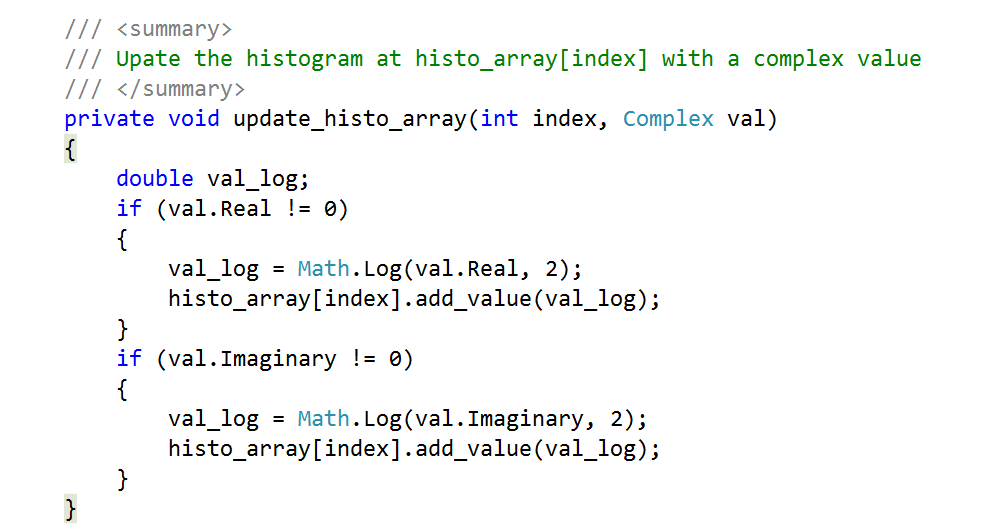 /// <summary>
/// Upate the histogram at histo_array[index] with a complex value
/// </summary>
private void update_histo_array(int index, Complex val)
{
    double val_log;
    if (val.Real != 0)
    {
        val_log = Math.Log(val.Real, 2);
        histo_array[index].add_value(val_log);
    }
    if (val.Imaginary != 0)
    {
        val_log = Math.Log(val.Imaginary, 2);
        histo_array[index].add_value(val_log);
    }
}